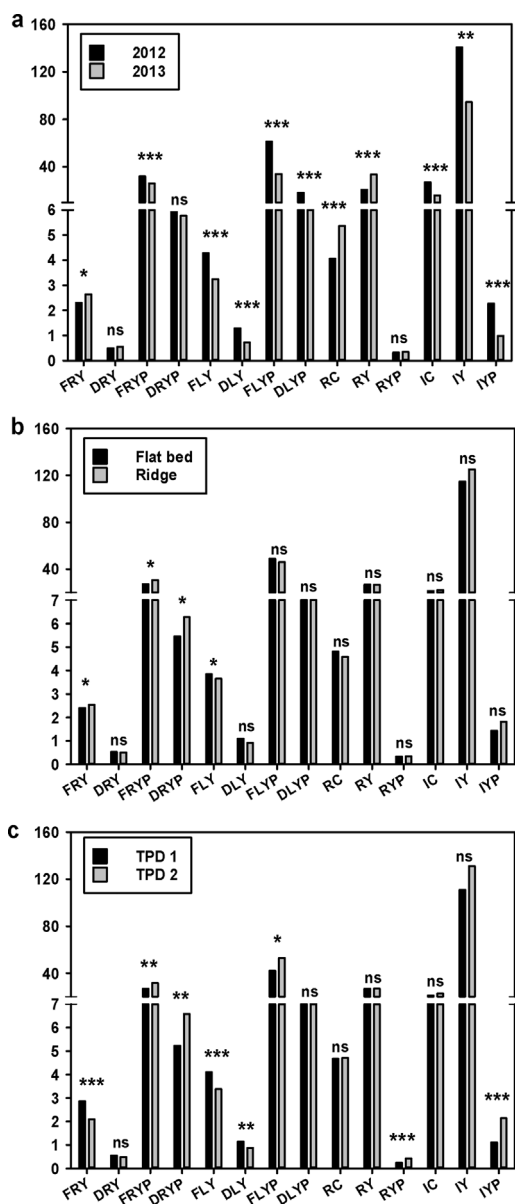 a
160
120
80
40
6
5
4
3
2
1
0
2012
2013
* ns *** ns *** *** *** *** *** *** ns *** ** ***
FRY DRY FRYP DRYP FLY DLY FLYP DLYP RC RY RYP IC IY IYP
b
160
120
80
40
7
6
5
4
3
2
1
0
Flat bed
Ridge
* ns * * * ns ns ns ns ns ns ns ns ns
FRY DRY FRYP DRYP FLY DLY FLYP DLYP RC RY RYP IC IY IYP
c
160
120
80
40
7
6
5
4
3
2
1
0
TPD 1
TPD 2
*** ns ** ** *** ** * ns ns ns *** ns ns ***
FRY DRY FRYP DRYP FLY DLY FLYP DLYP RC RY RYP IC IY IYP